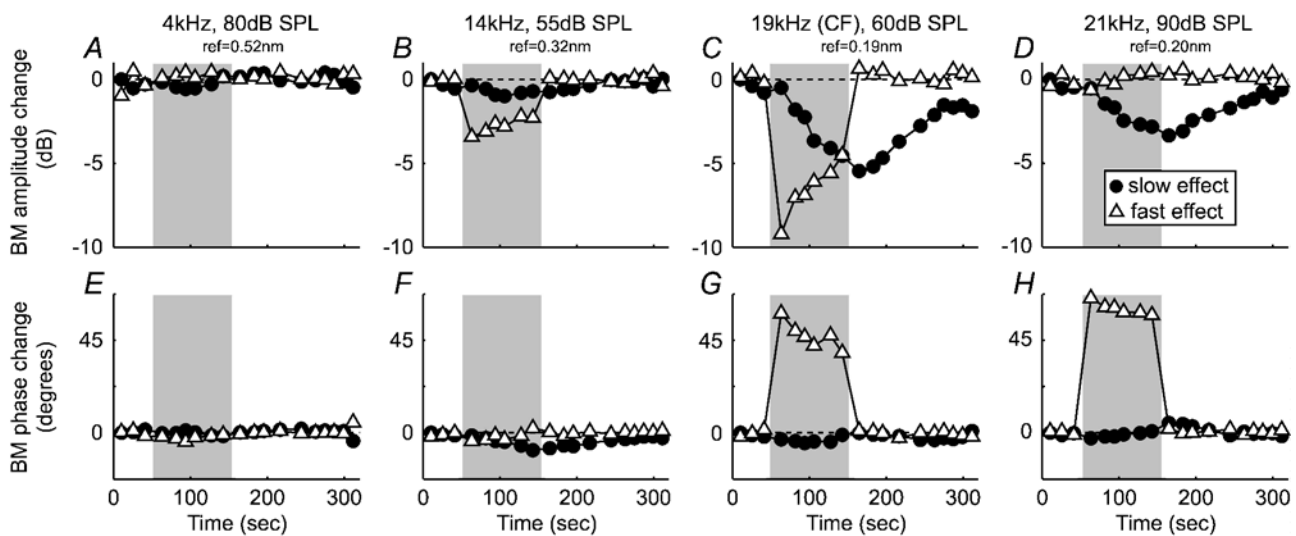 4kHz, 80dB SPL
ref=0.52nm
14kHz, 55dB SPL
ref=0.32nm
19kHz (CF), 60dB SPL
ref=0.19nm
21kHz, 90dB SPL
ref=0.20nm
A
B
C
D
BM amplitude change
(dB)
0
-5
-10
0
-5
-10
0
-5
-10
0
-5
-10
slow effect
fast effect
E
F
G
H
BM phase change
(degrees)
45
0
45
0
45
0
45
0
0 100 200 300
0 100 200 300
0 100 200 300
0 100 200 300
Time (sec)
Time (sec)
Time (sec)
Time (sec)